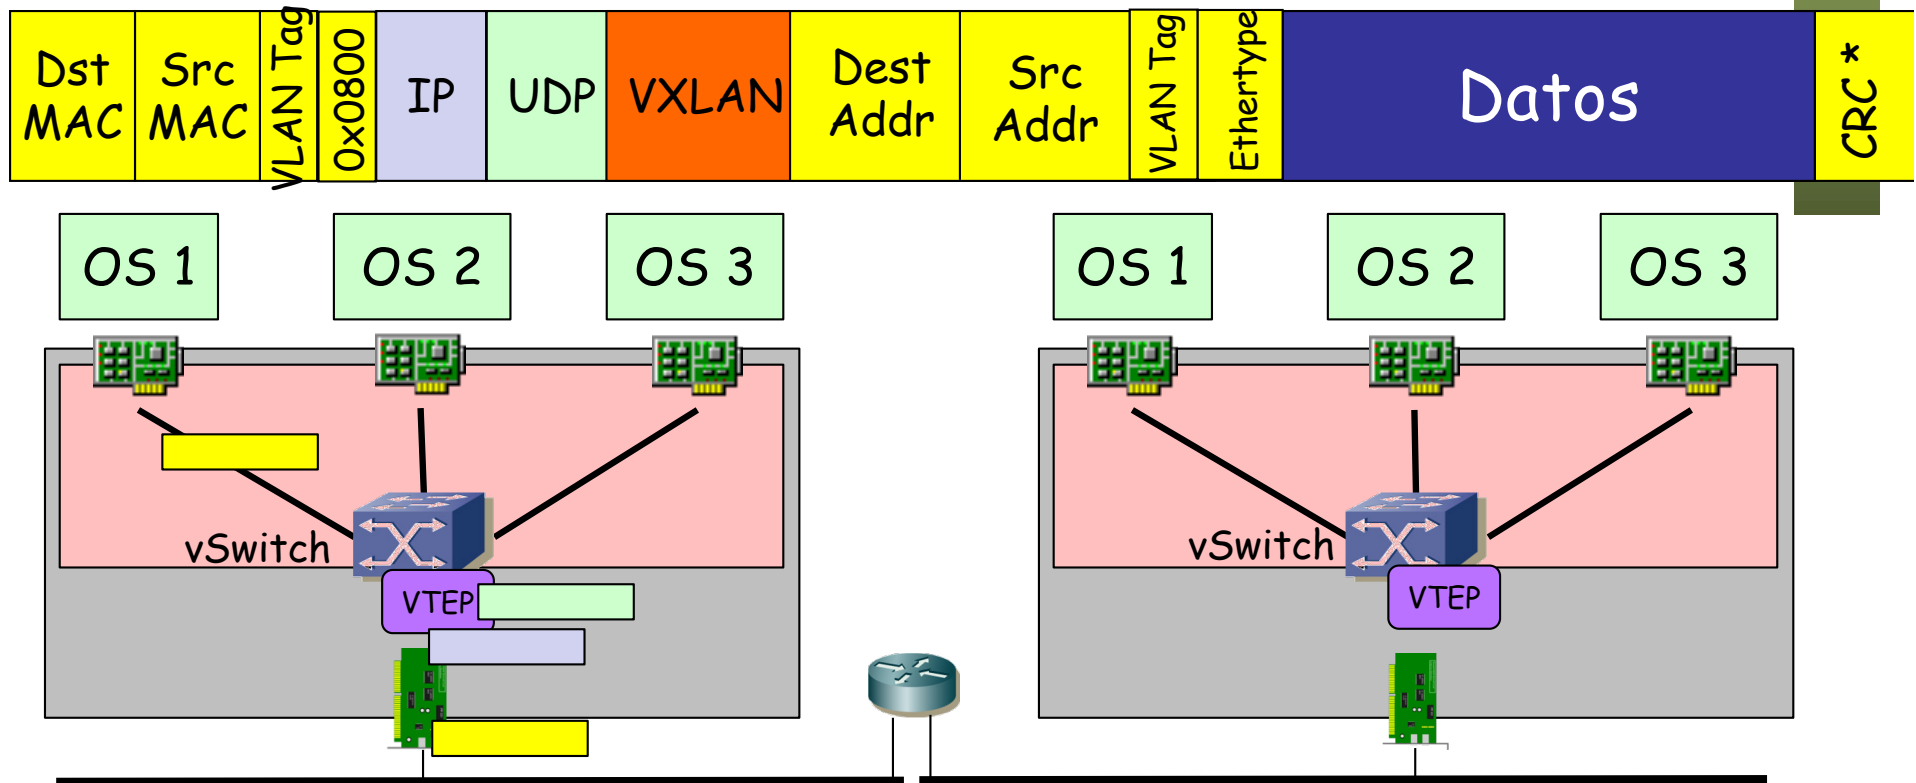 Dst MAC
Src MAC
VLAN Tag
0x0800
IP
UDP
VXLAN
Dest Addr
Src Addr
VLAN Tag
Ethertype
Datos
CRC *
OS 1
OS 2
OS 3
OS 1
OS 2
OS 3
vSwitch
vSwitch
VTEP
VTEP